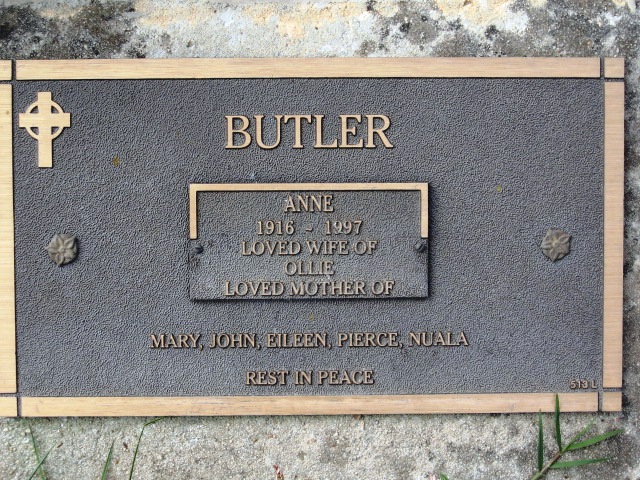 BUTLER
ANNE
1916 - 1997
LOVED WIFE OF
OLLIE
LOVED MOTHER OF
MARY, JOHN, EILEEN, PIERCE, NUALA
REST IN PEACE
513 L